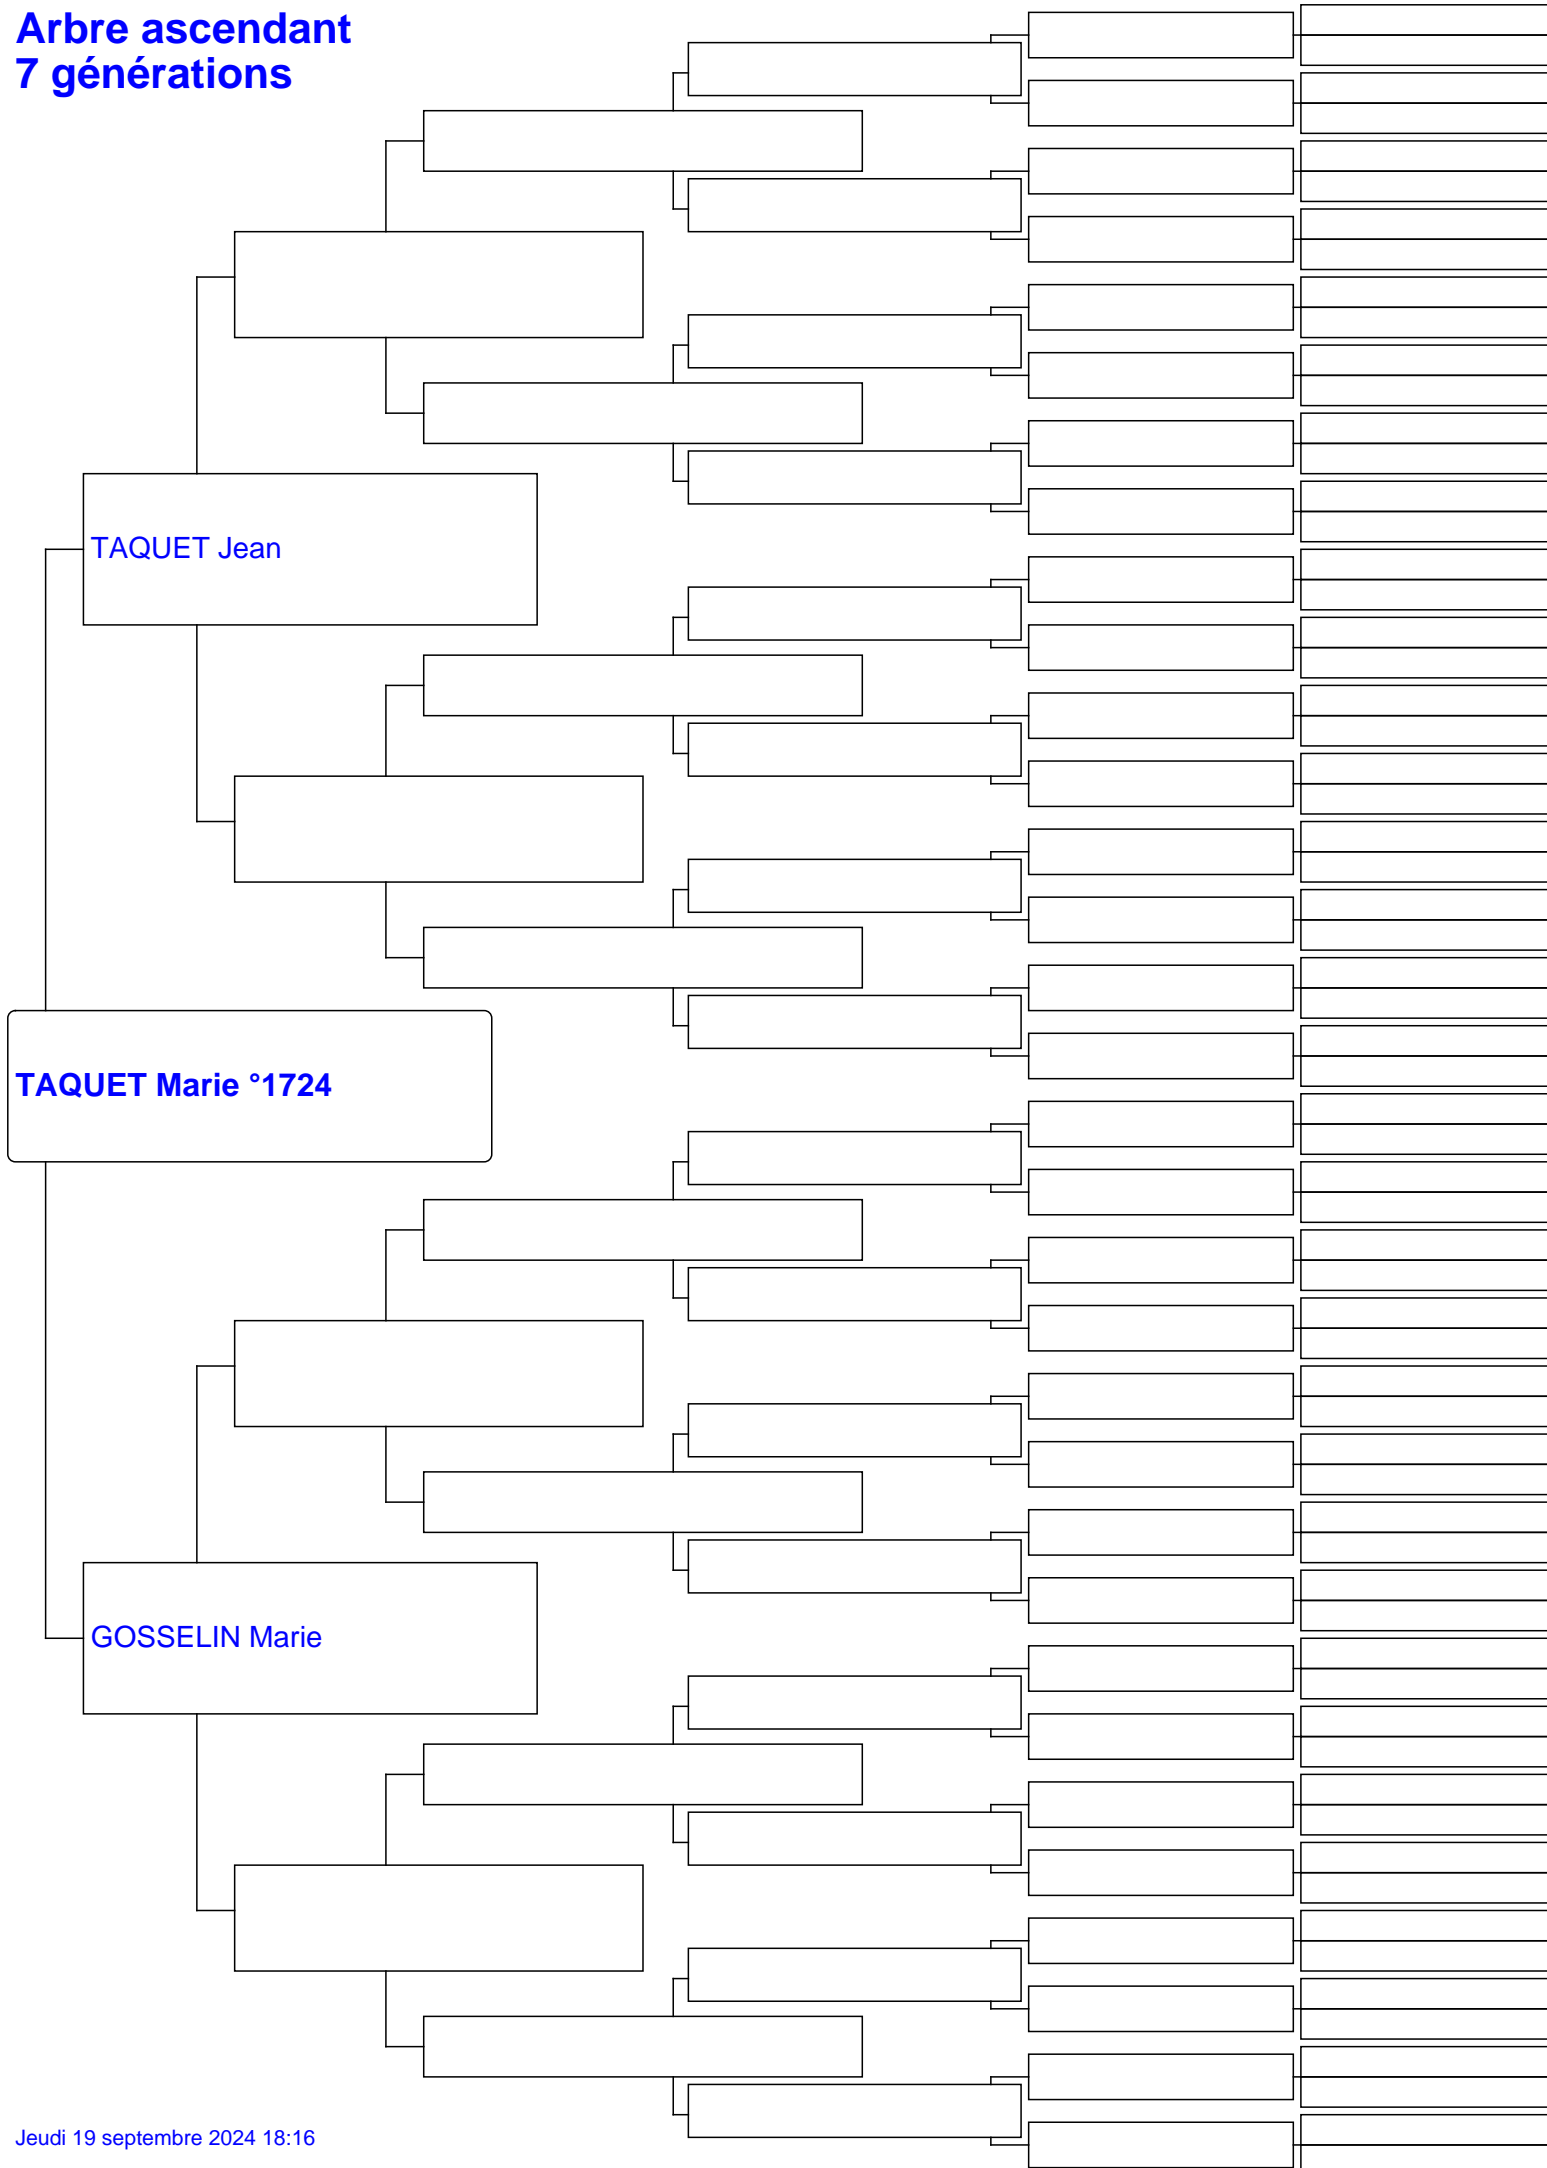 Arbre ascendant
7 générations
TAQUET Jean
TAQUET Marie °1724
GOSSELIN Marie
Jeudi 19 septembre 2024 18:16